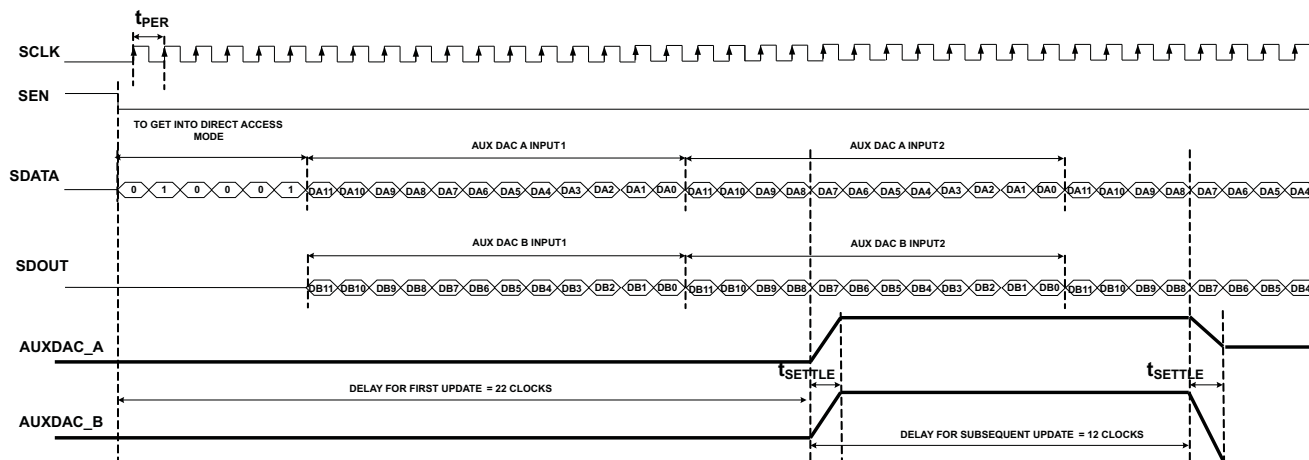 tPER
SCLK
SEN
TO GET INTO DIRECT ACCESS
MODE
AUX DAC A INPUT1 AUX DAC A INPUT2
SDATA 0 1 0 0 0 1 DA11 DA10 DA9 DA8 DA7 DA6 DA5 DA4 DA3 DA2 DA1 DA0 DA11 DA10 DA9 DA8 DA7 DA6 DA5 DA4 DA3 DA2 DA1 DA0 DA11 DA10 DA9 DA8 DA7 DA6 DA5 DA4
AUX DAC B INPUT1 AUX DAC B INPUT2
SDOUT DB11 DB10 DB9 DB8 DB7 DB6 DB5 DB4 DB3 DB2 DB1 DB0 DB11 DB10 DB9 DB8 DB7 DB6 DB5 DB4 DB3 DB2 DB1 DB0 DB11 DB10 DB9 DB8 DB7 DB6 DB5 DB4
AUXDAC_A
tSETTLE tSETTLE
DELAY FOR FIRST UPDATE = 22 CLOCKS
AUXDAC_B
DELAY FOR SUBSEQUENT UPDATE = 12 CLOCKS